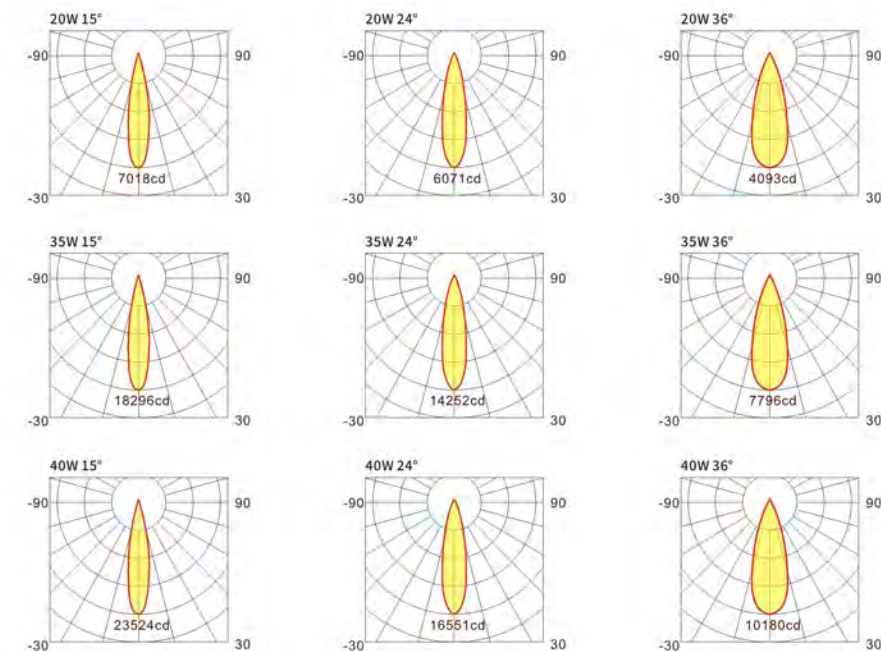 20W 15°
20W 24°
20W 36°
-90
90
-90
90
-90
90
7018cd
6071cd
4093cd
-30
30
-30
30
-30
30
35W 15°
35W 24°
35W 36°
-90
90
-90
90
-90
90
18296cd
14252cd
7796cd
-30
30
-30
30
-30
30
40W 15°
40W 24°
40W 36°
-90
90
-90
90
-90
90
23524cd
16551cd
10180cd
-30
30
-30
30
-30
30